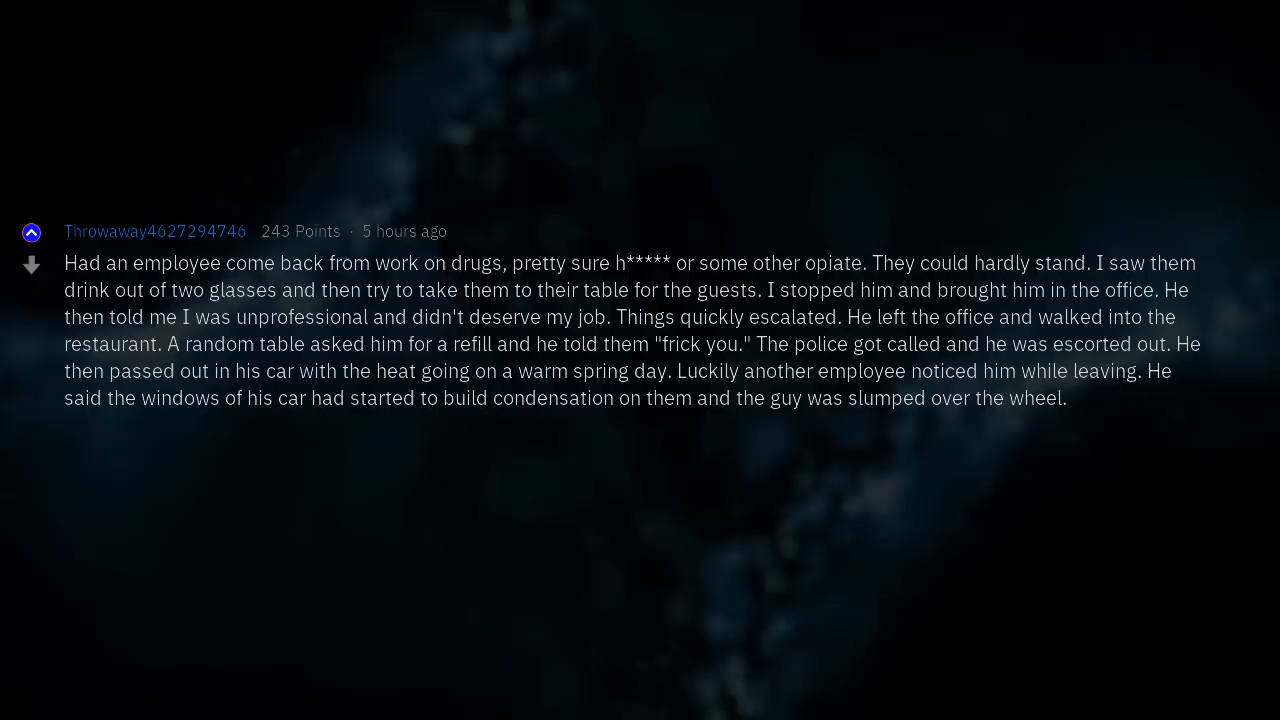 Throwaway4627294746 243 Points · 5 hours ago
Had an employee come back from work on drugs, pretty sure h***** or some other opiate. They could hardly stand. I saw them
drink out of two glasses and then try to take them to their table for the guests. I stopped him and brought him in the office. He
then told me I was unprofessional and didn't deserve my job. Things quickly escalated. He left the office and walked into the
restaurant. A random table asked him for a refill and he told them "frick you." The police got called and he was escorted out. He
then passed out in his car with the heat going on a warm spring day. Luckily another employee noticed him while leaving. He
said the windows of his car had started to build condensation on them and the guy was slumped over the wheel.